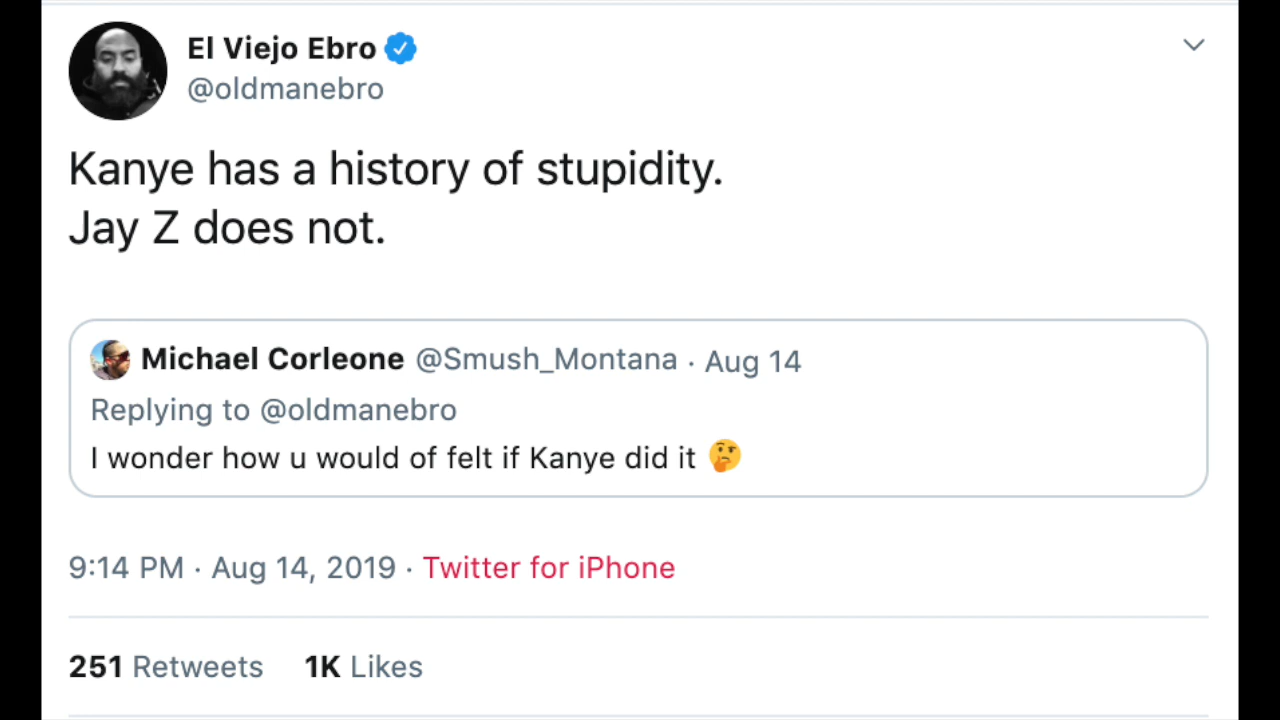 El Viejo Ebro
@oldmanebro
Kanye has a history of stupidity.
Jay Z does not.
Michael Corleone @Smush_Montana · Aug 14
Replying to @oldmanebro
I wonder how u would of felt if Kanye did it 🤔
9:14 PM · Aug 14, 2019 · Twitter for iPhone
251 Retweets 1K Likes